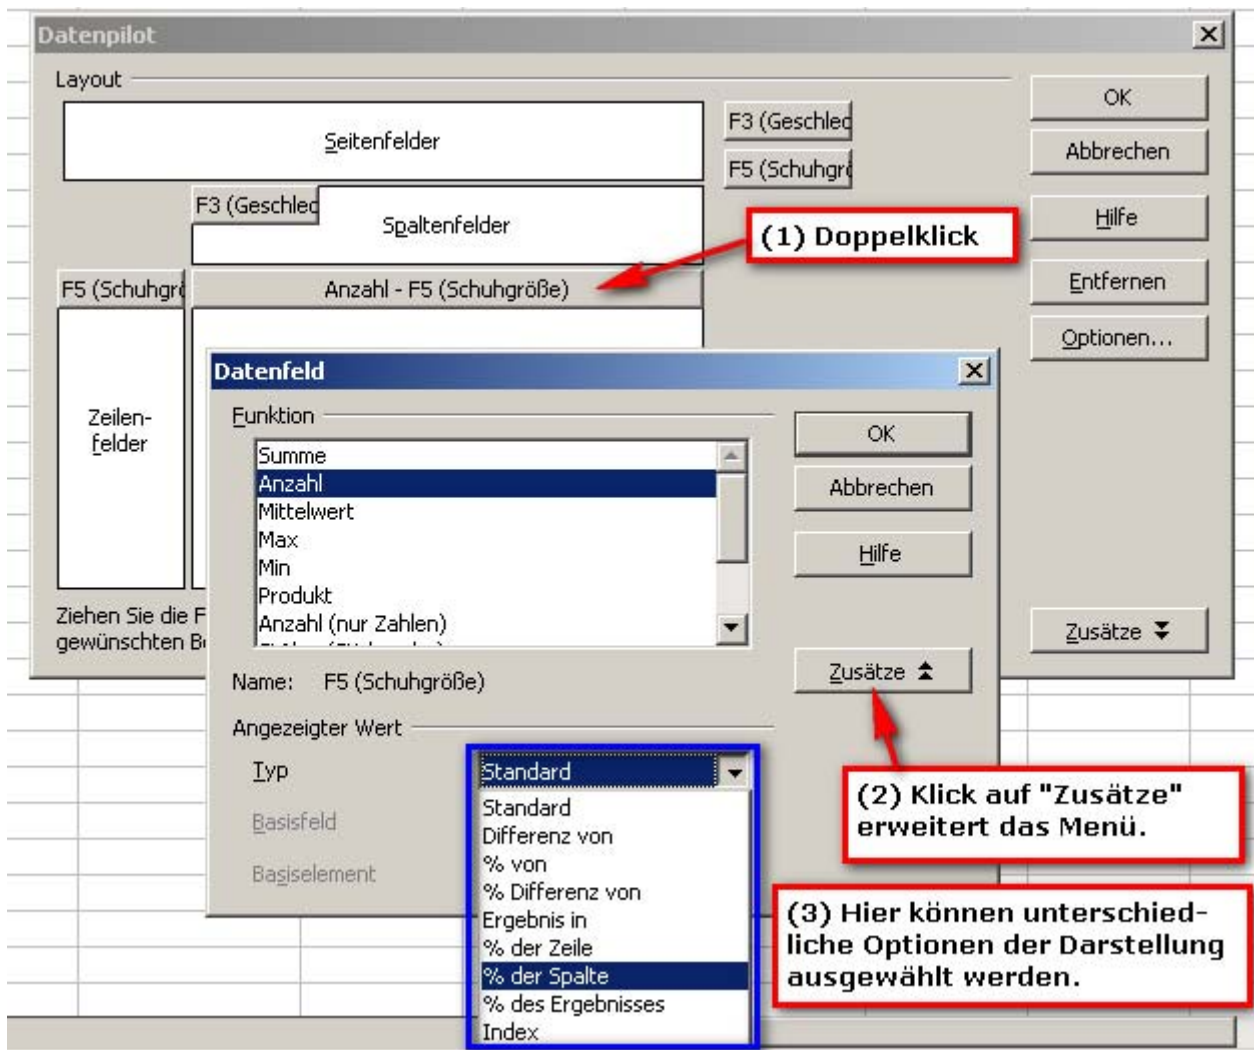 Datenpilot
Layout
Seitenfelder
F3 (Geschled
F5 (Schuhgrö
OK
Abbrechen
Hilfe
Entfernen
Optionen...
F3 (Geschled
Spaltenfelder
(1) Doppelklick
F5 (Schuhgrö
Anzahl - F5 (Schuhgröße)
Zeilen-
felder
Ziehen Sie die F
gewünschten B
Zusätze
Datenfeld
Funktion
Summe
Anzahl
Mittelwert
Max
Min
Produkt
Anzahl (nur Zahlen)
OK
Abbrechen
Hilfe
Zusätze
Name: F5 (Schuhgröße)
Angezeigter Wert
Typ
Standard
Basisfeld
Basiselement
Standard
Differenz von
% von
% Differenz von
Ergebnis in
% der Zeile
% der Spalte
% des Ergebnisses
Index
(2) Klick auf "Zusätze"
erweitert das Menü.
(3) Hier können unterschied-
liche Optionen der Darstellung
ausgewählt werden.